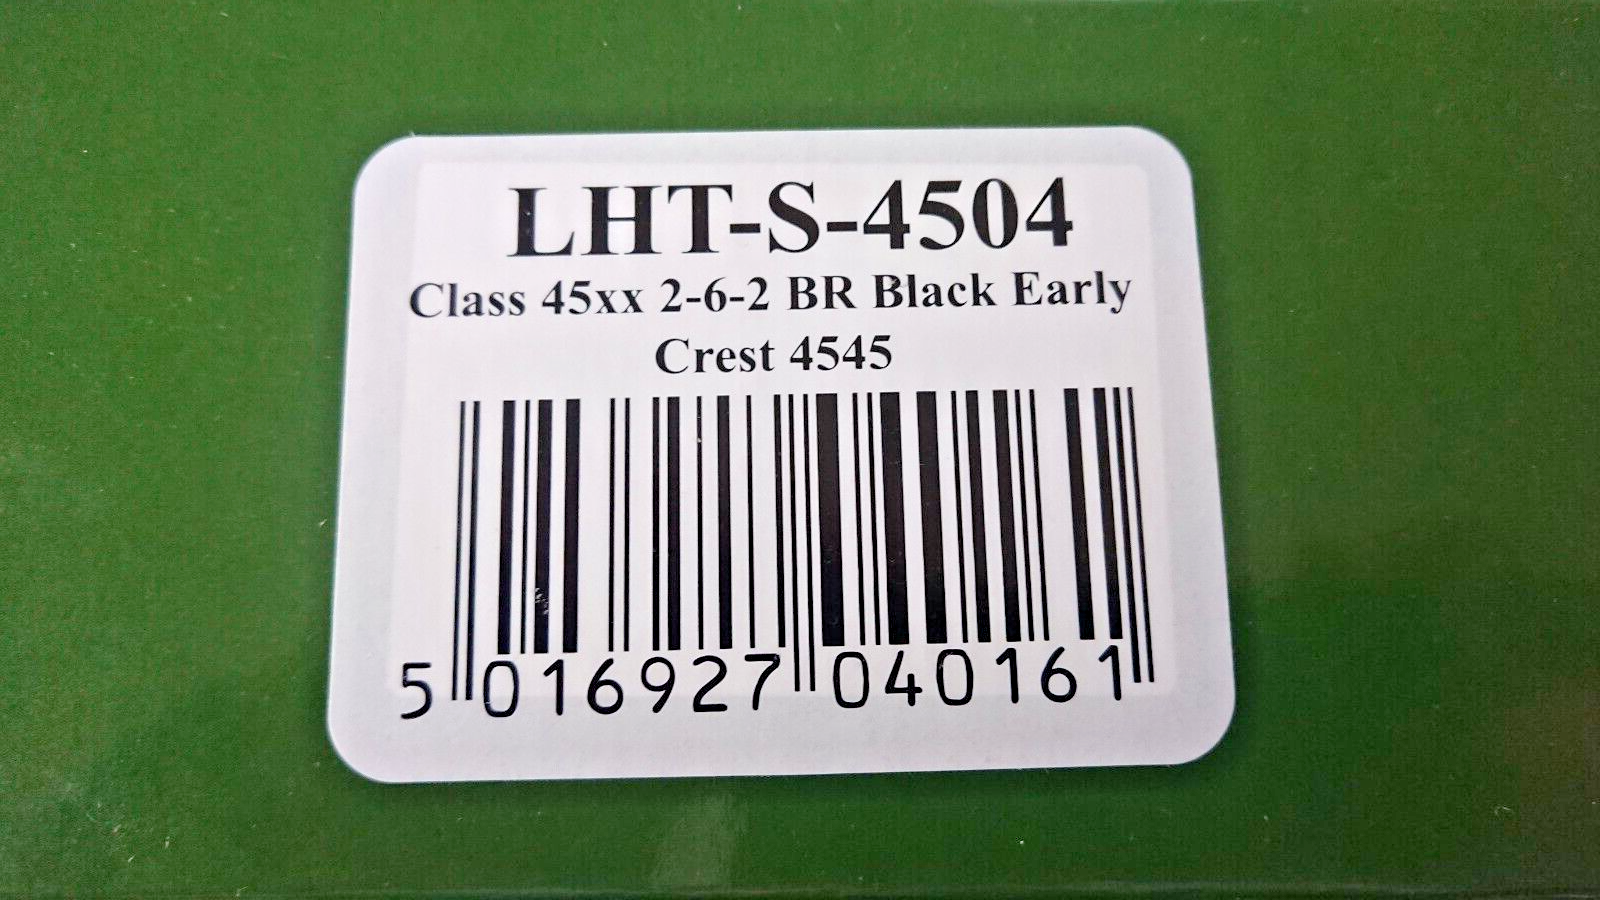 LHT-S-4504
Class 45xx 2-6-2 BR Black Early
Crest 4545
5 016927 040161